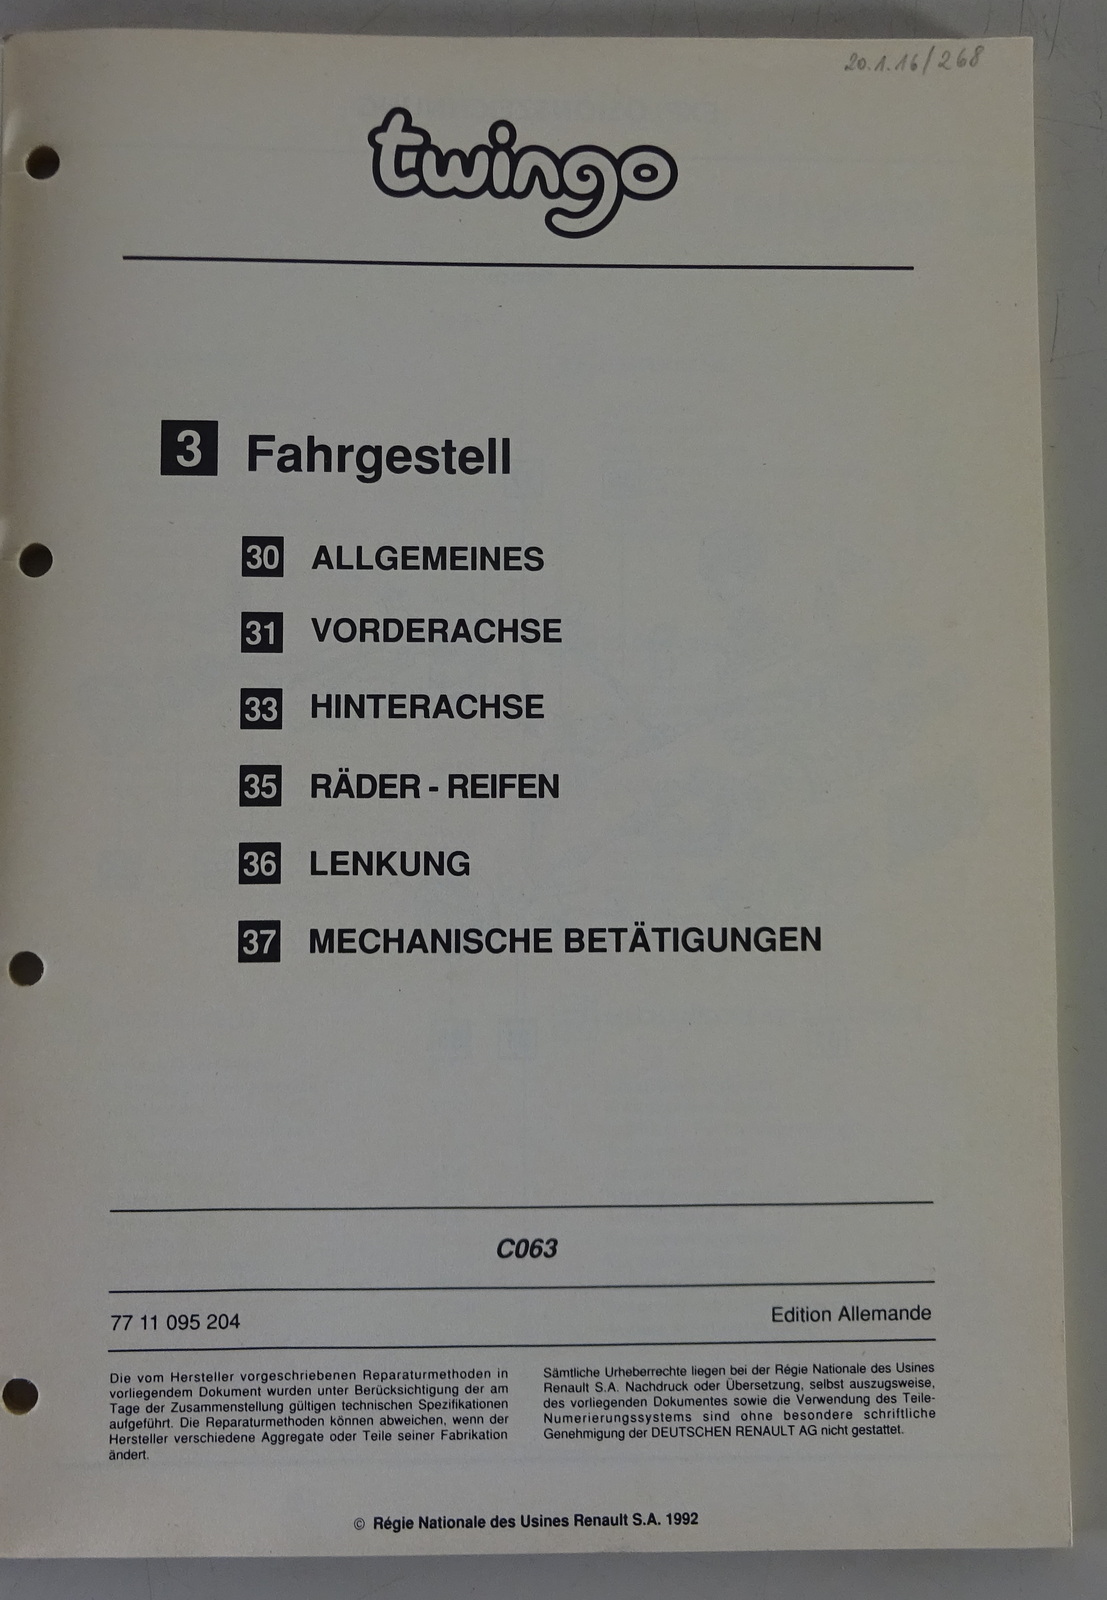 20.1.16/268
twingo
3 Fahrgestell
30 ALLGEMEINES
31 VORDERACHSE
33 HINTERACHSE
35 RÄDER - REIFEN
36 LENKUNG
37 MECHANISCHE BETÄTIGUNGEN
C063
77 11 095 204
Edition Allemande
Die vom Hersteller vorgeschriebenen Reparaturmethoden in
vorliegendem Dokument wurden unter Berücksichtigung der am
Tage der Zusammenstellung gültigen technischen Spezifikationen
aufgeführt. Die Reparaturmethoden können abweichen, wenn der
Hersteller verschiedene Aggregate oder Teile seiner Fabrikation
ändert.
Sämtliche Urheberrechte liegen bei der Régie Nationale des Usines
Renault S.A. Nachdruck oder Übersetzung, selbst auszugsweise,
des vorliegenden Dokumentes sowie die Verwendung des Teile-
Numerierungssystems sind ohne besondere schriftliche
Genehmigung der DEUTSCHEN RENAULT AG nicht gestattet.
© Régie Nationale des Usines Renault S.A. 1992